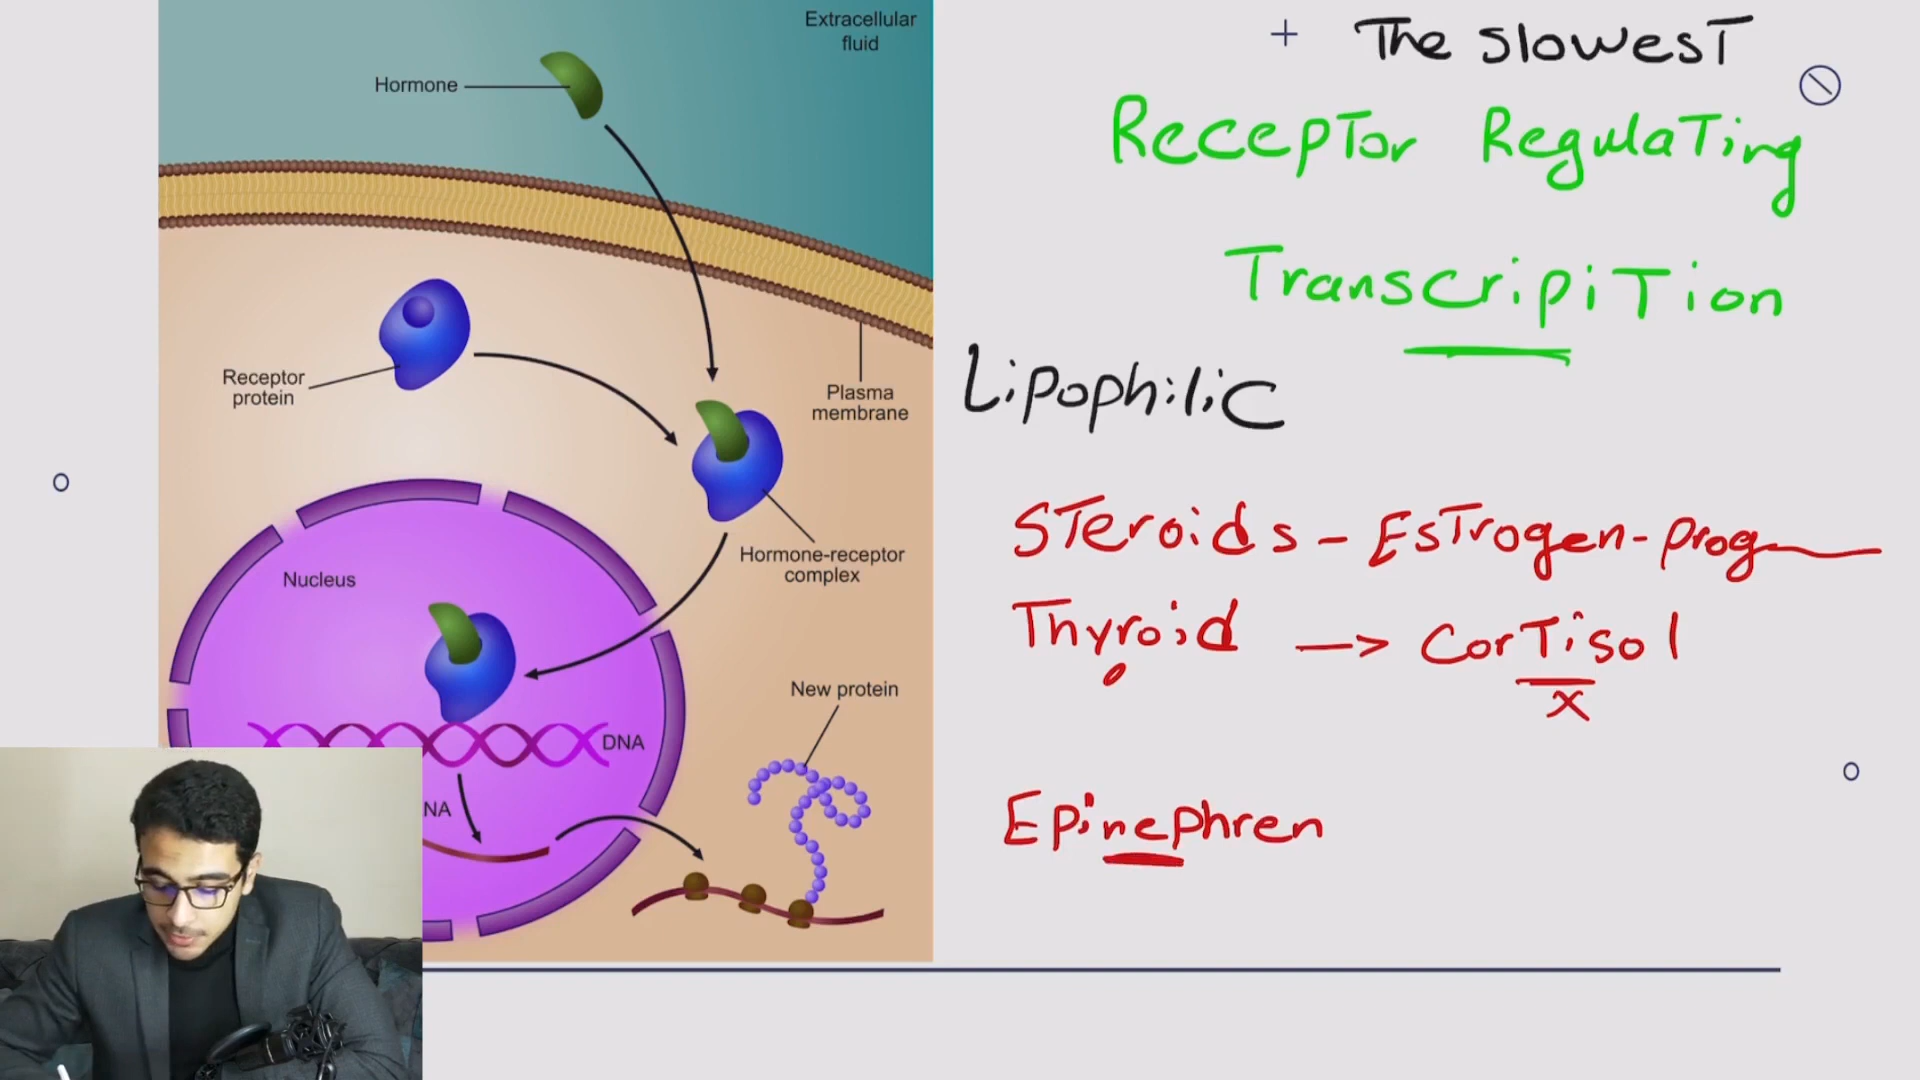 Extracellular
fluid
Hormone
Receptor
protein
Plasma
membrane
Hormone-receptor
complex
Nucleus
New protein
DNA
NA
+ The slowest
Receptor Regulating
Transcripition
Lipophilic
Steroids - Estrogen - prog
Thyroid -> Cortisol
x
Epinephren